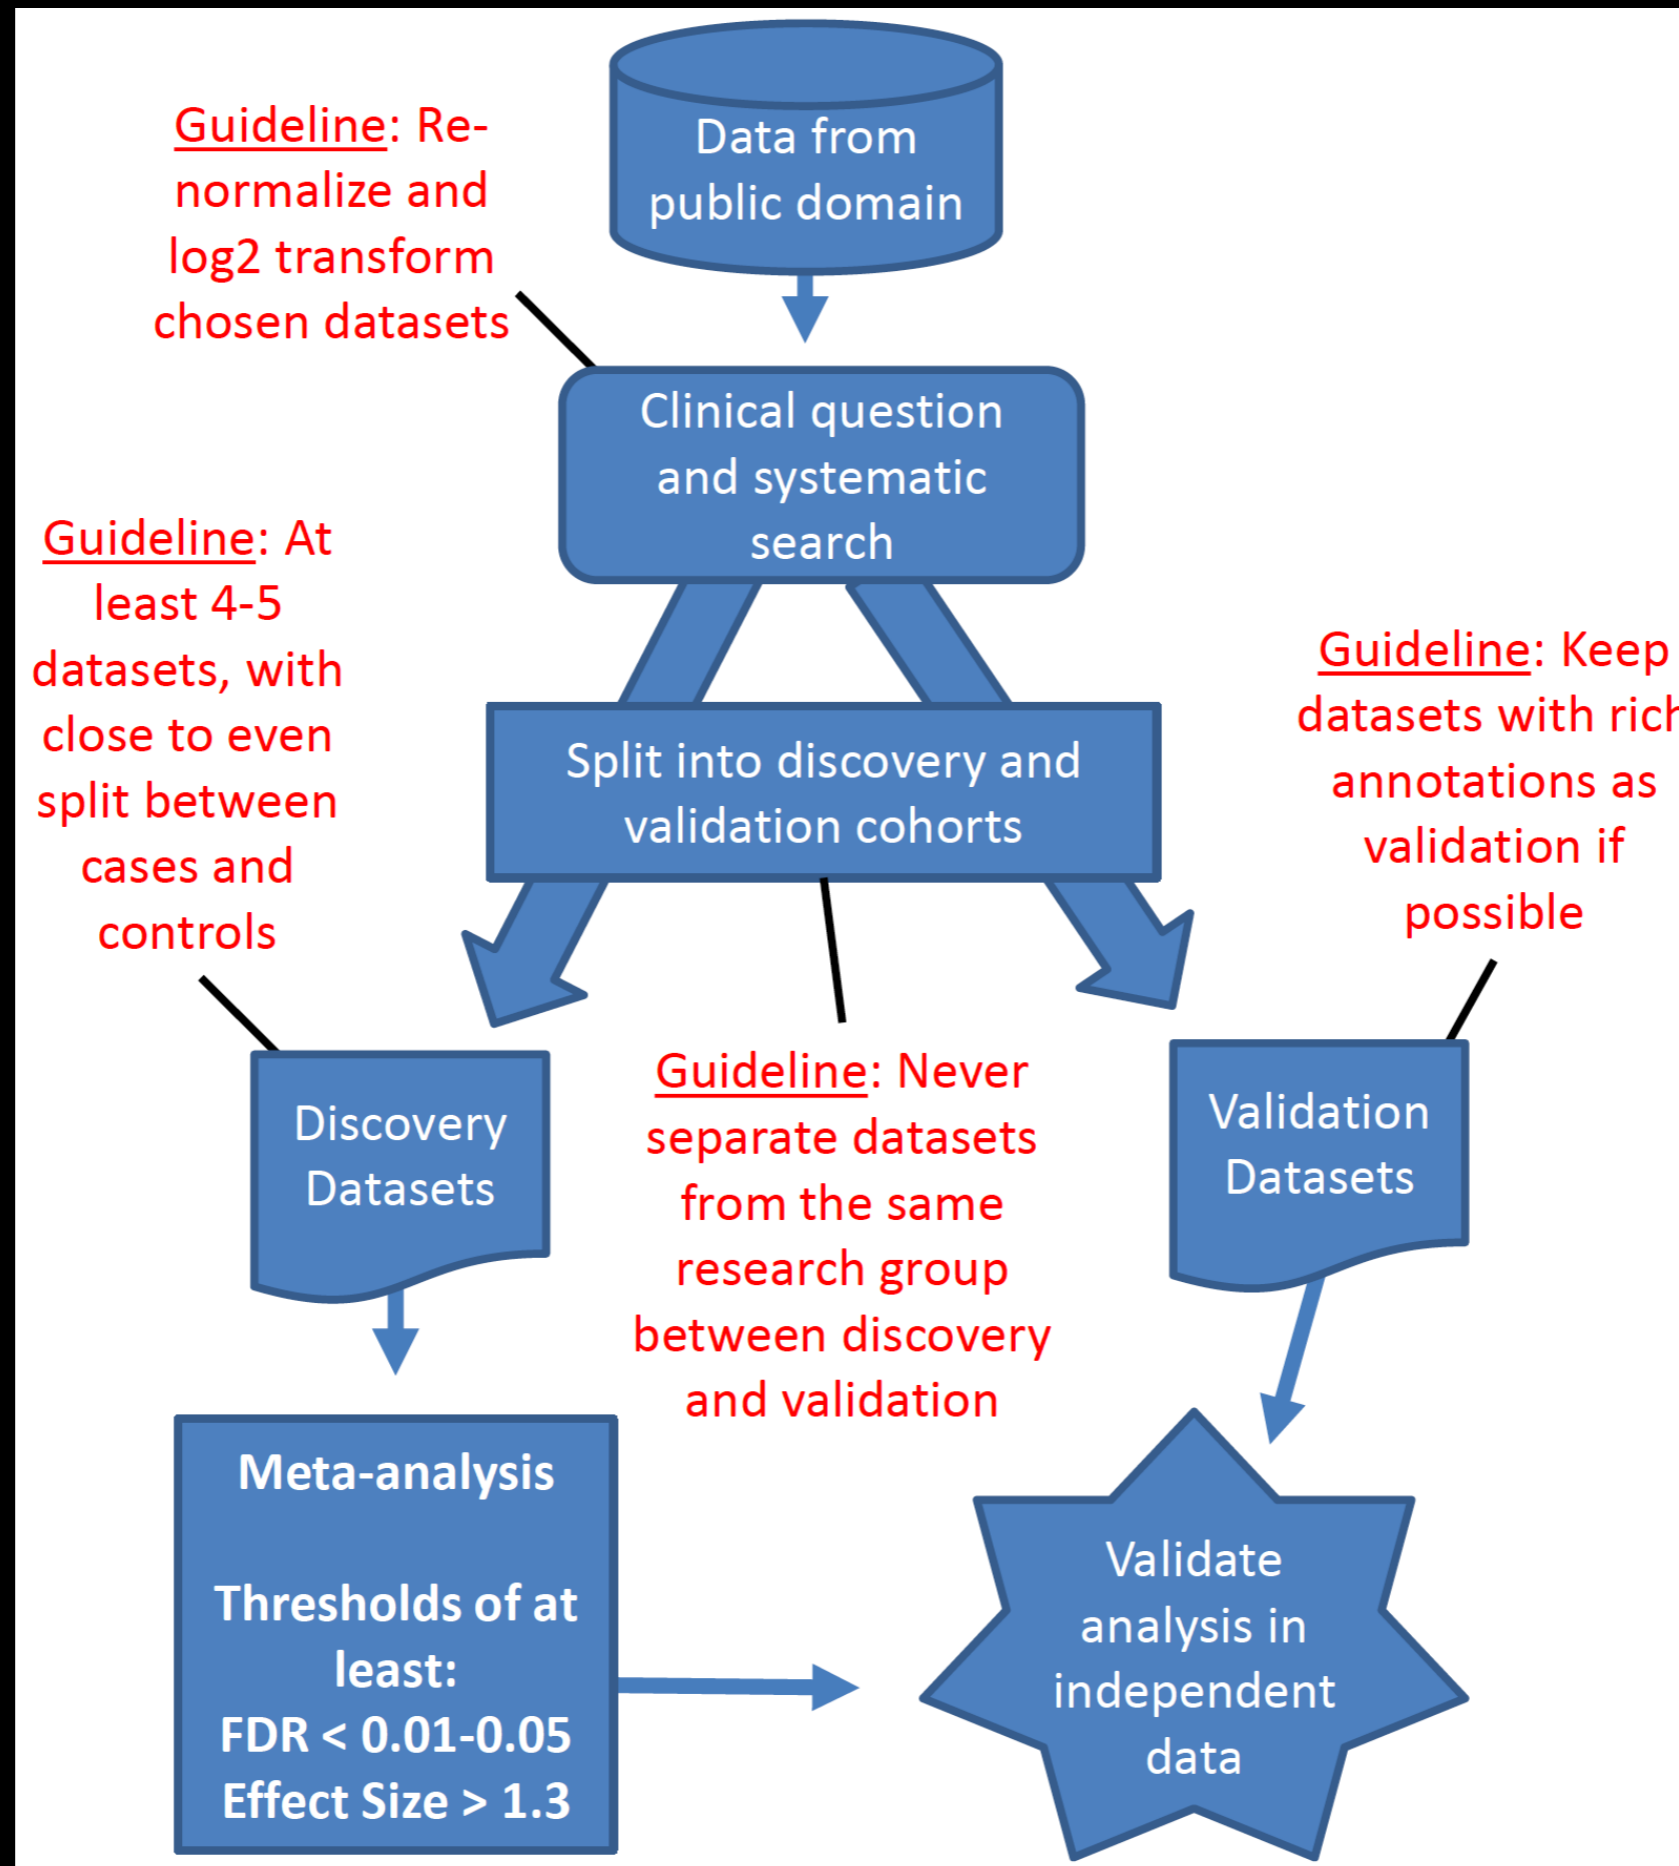 Data from
public domain
Guideline: Re-
normalize and
log2 transform
chosen datasets
Clinical question
and systematic
search
Guideline: At
least 4-5
datasets, with
close to even
split between
cases and
controls
Split into discovery and
validation cohorts
Guideline: Keep
datasets with rich
annotations as
validation if
possible
Discovery
Datasets
Guideline: Never
separate datasets
from the same
research group
between discovery
and validation
Validation
Datasets
Meta-analysis
Thresholds of at
least:
FDR < 0.01-0.05
Effect Size > 1.3
Validate
analysis in
independent
data